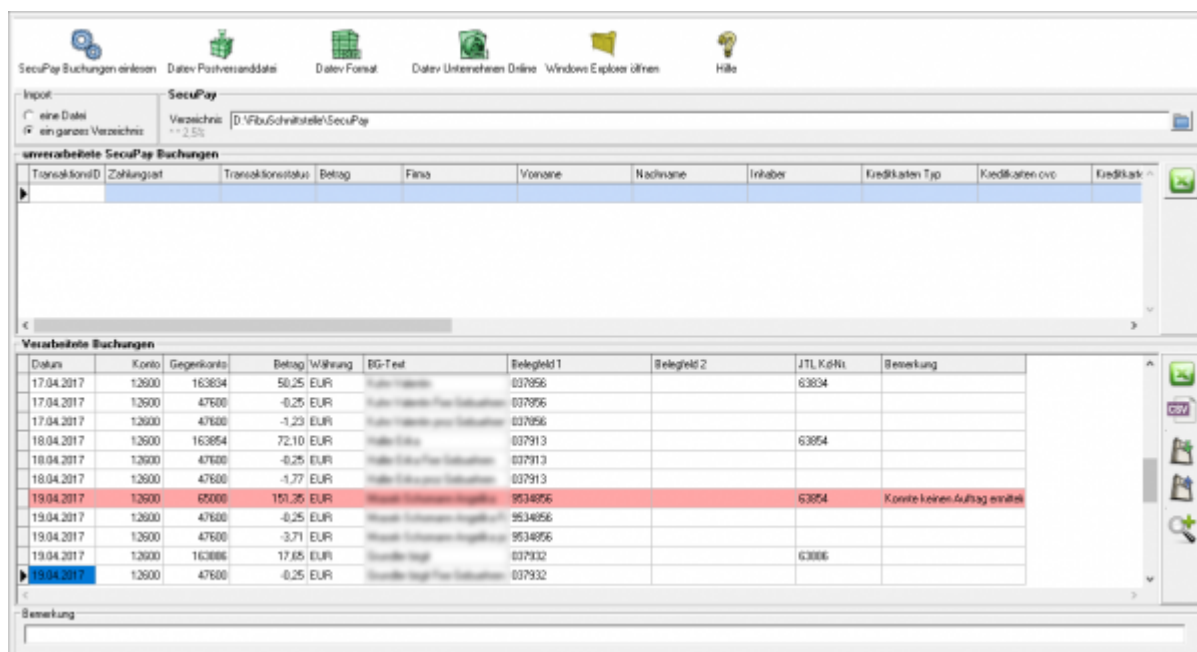 SecuPay Buchungen einlesen Datev Postversanddatei Datev Format Datev Unternehmen Online Windows Explorer öffnen Hilfe
Import SecuPay
eine Datei
ein ganzes Verzeichnis
Verzeichnis D:\FibuSchnittstelle\SecuPay
** 2,5%
unverarbeitete SecuPay Buchungen
TransaktionsID Zahlungsart Transaktionsstatus Betrag Firma Vorname Nachname Inhaber Kreditkarten Typ Kreditkarten cvc Kreditkarte
Verarbeitete Buchungen
Datum Konto Gegenkonto Betrag Währung BG-Text Belegfeld 1 Belegfeld 2 JTL Kd-Nr. Bemerkung
17.04.2017 12600 163834 50,25 EUR 037856 63834
17.04.2017 12600 47600 -0,25 EUR 037856
17.04.2017 12600 47600 -1,23 EUR 037856
18.04.2017 12600 163854 72,10 EUR 037913 63854
18.04.2017 12600 47600 -0,25 EUR 037913
18.04.2017 12600 47600 -1,77 EUR 037913
19.04.2017 12600 65000 151,35 EUR 9534856 63854 Konnte keinen Auftrag ermitteln
19.04.2017 12600 47600 -0,25 EUR 9534856
19.04.2017 12600 47600 -3,71 EUR 9534856
19.04.2017 12600 163886 17,65 EUR 037932 63886
19.04.2017 12600 47600 -0,25 EUR 037932
CSV
Bemerkung